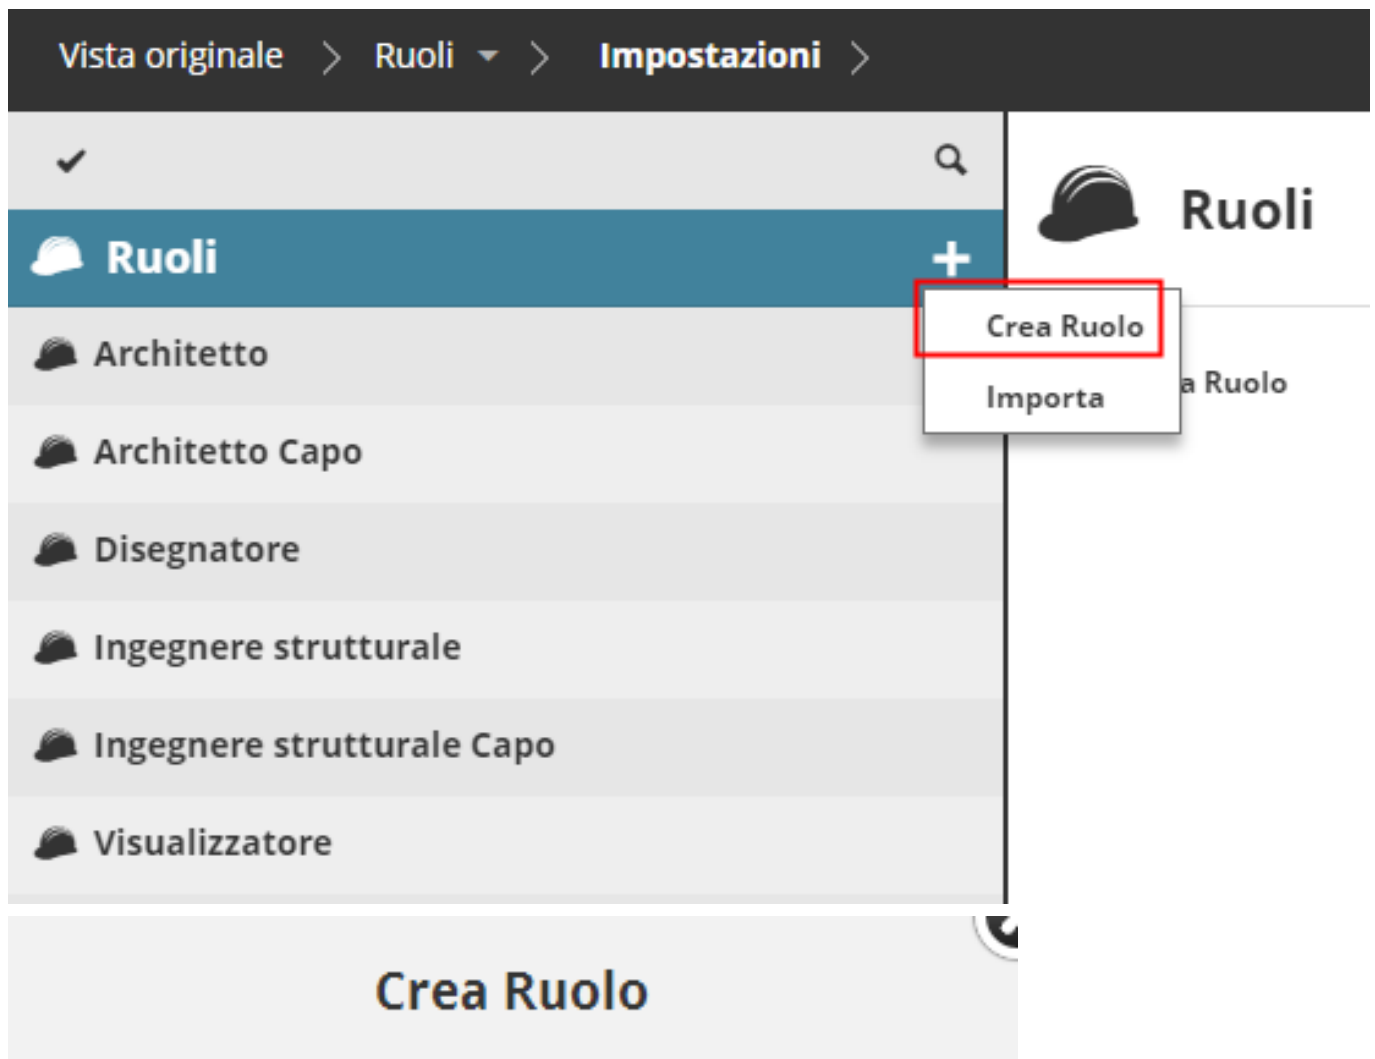 Vista originale > Ruoli > Impostazioni >
Ruoli
Ruoli
Crea Ruolo
Importa
a Ruolo
Architetto
Architetto Capo
Disegnatore
Ingegnere strutturale
Ingegnere strutturale Capo
Visualizzatore
Crea Ruolo